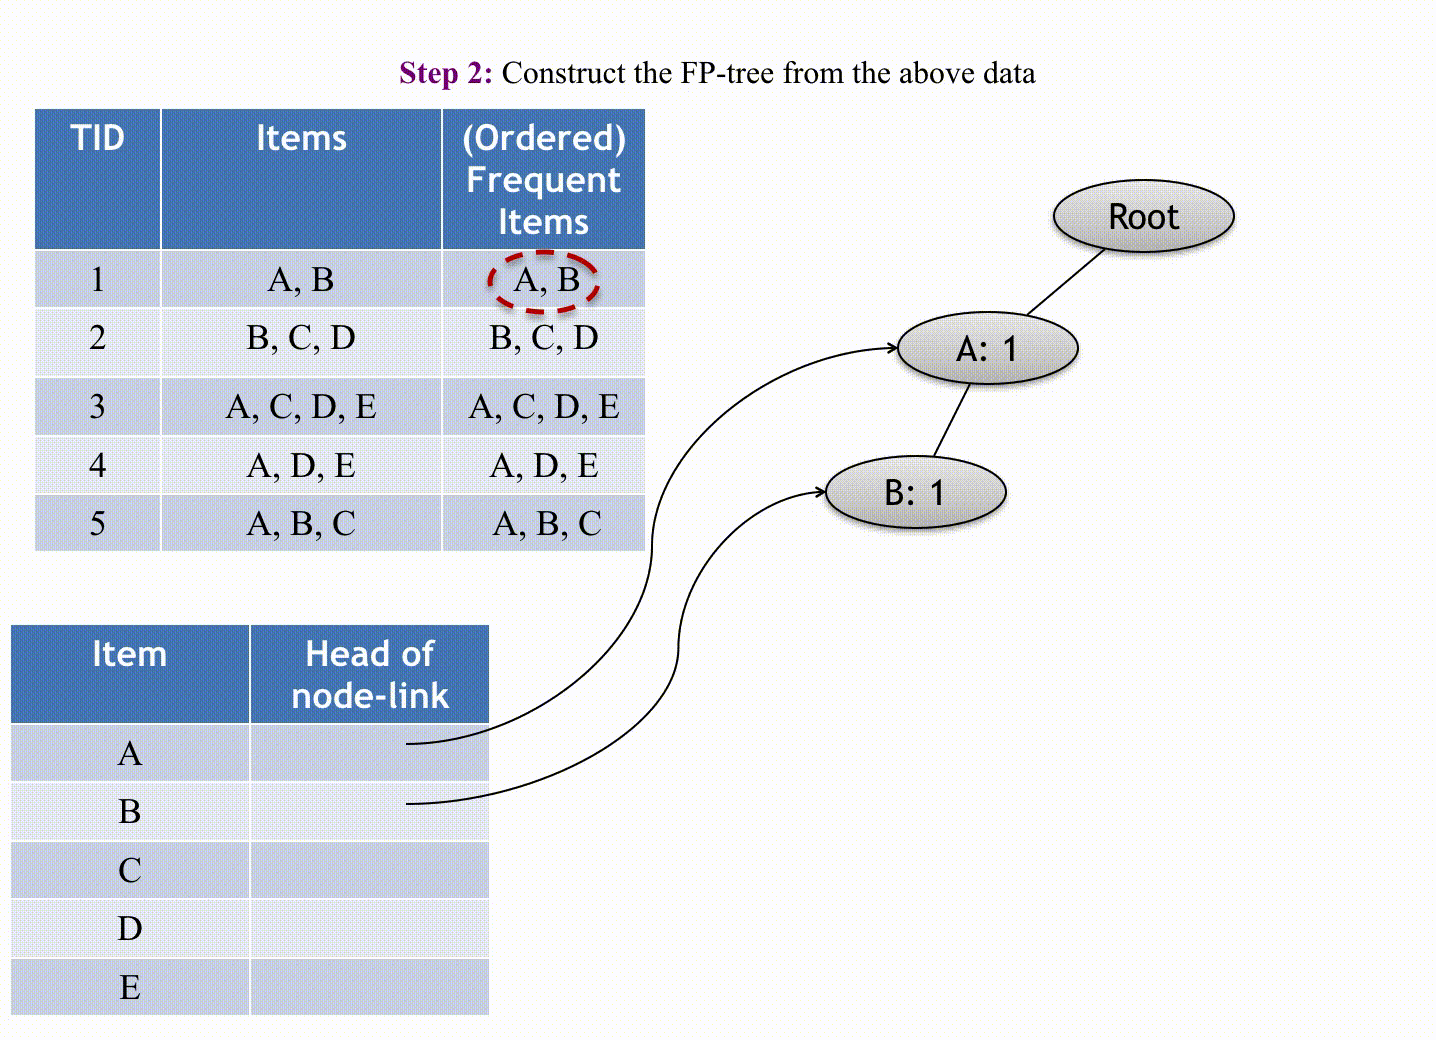 Step 2: Construct the FP-tree from the above data
TID Items (Ordered)
Frequent
Items
1 A, B A, B
2 B, C, D B, C, D
3 A, C, D, E A, C, D, E
4 A, D, E A, D, E
5 A, B, C A, B, C
Root
A: 1
B: 1
Item Head of
node-link
A
B
C
D
E